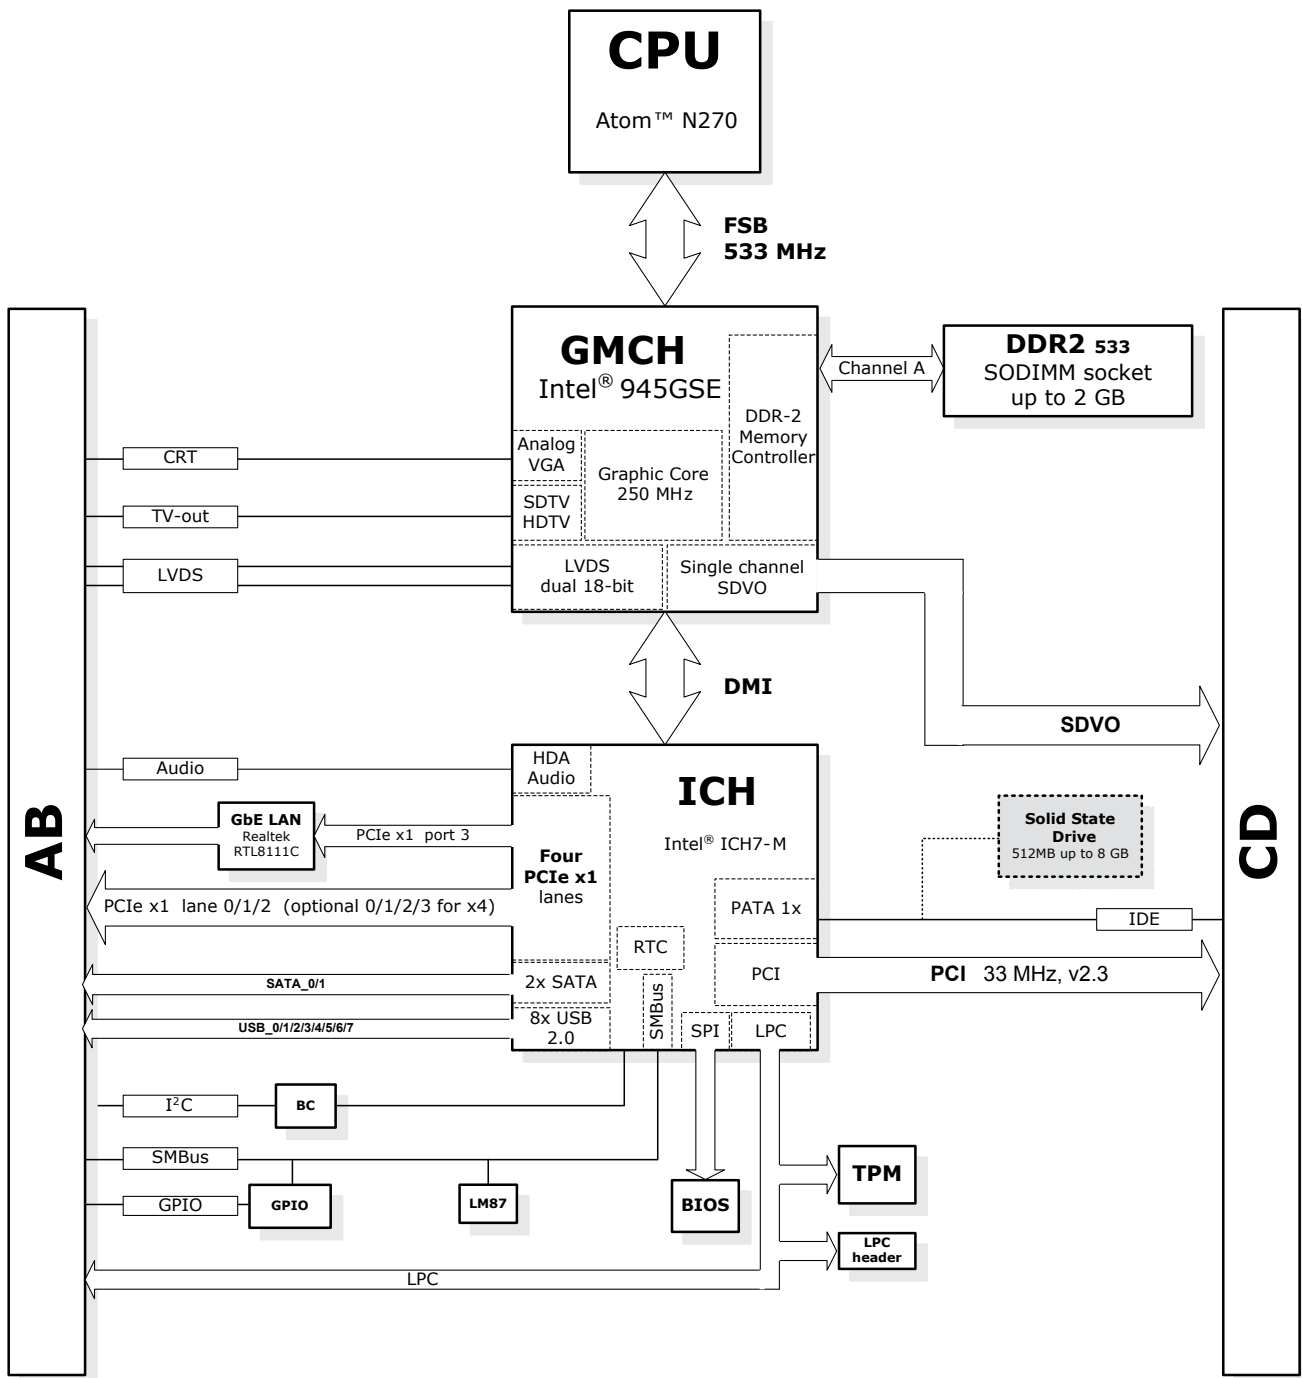 CPU
Atom™ N270
FSB
533 MHz
GMCH
Intel® 945GSE
DDR-2
Memory
Controller
Analog
VGA
Graphic Core
250 MHz
SDTV
HDTV
LVDS
dual 18-bit
Single channel
SDVO
Channel A
DDR2 533
SODIMM socket
up to 2 GB
CRT
TV-out
LVDS
DMI
SDVO
AB
CD
Audio
HDA
Audio
ICH
Intel® ICH7-M
GbE LAN
Realtek
RTL8111C
PCIe x1 port 3
Four
PCIe x1
lanes
PCIe x1 lane 0/1/2 (optional 0/1/2/3 for x4)
Solid State
Drive
512MB up to 8 GB
PATA 1x
IDE
RTC
PCI
PCI 33 MHz, v2.3
SATA_0/1
2x SATA
USB_0/1/2/3/4/5/6/7
8x USB
2.0
SMBus
SPI
LPC
I²C
BC
SMBus
GPIO
GPIO
LM87
BIOS
TPM
LPC
header
LPC